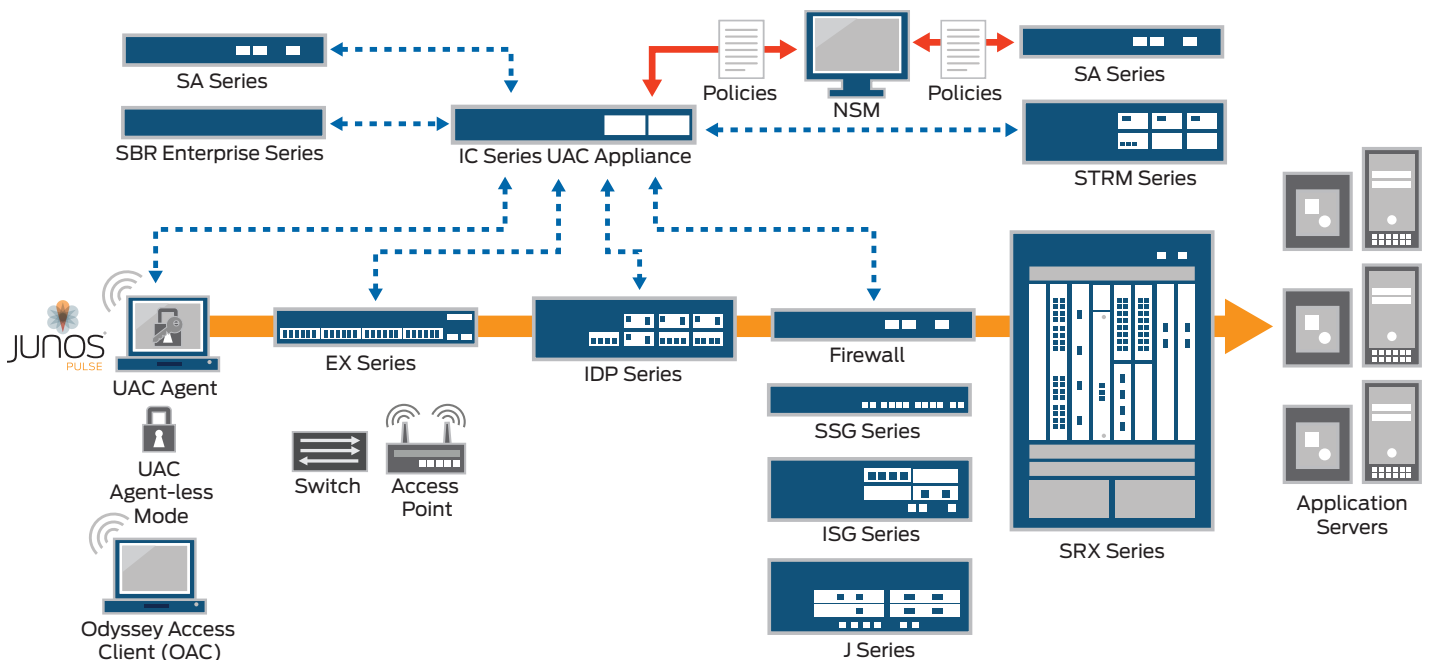 SA Series
Policies
NSM
Policies
SA Series
SBR Enterprise Series
IC Series UAC Appliance
STRM Series
JUNOS
PULSE
UAC Agent
EX Series
IDP Series
Firewall
SSG Series
UAC
Agent-less
Mode
Switch
Access
Point
ISG Series
SRX Series
Application
Servers
Odyssey Access
Client (OAC)
J Series